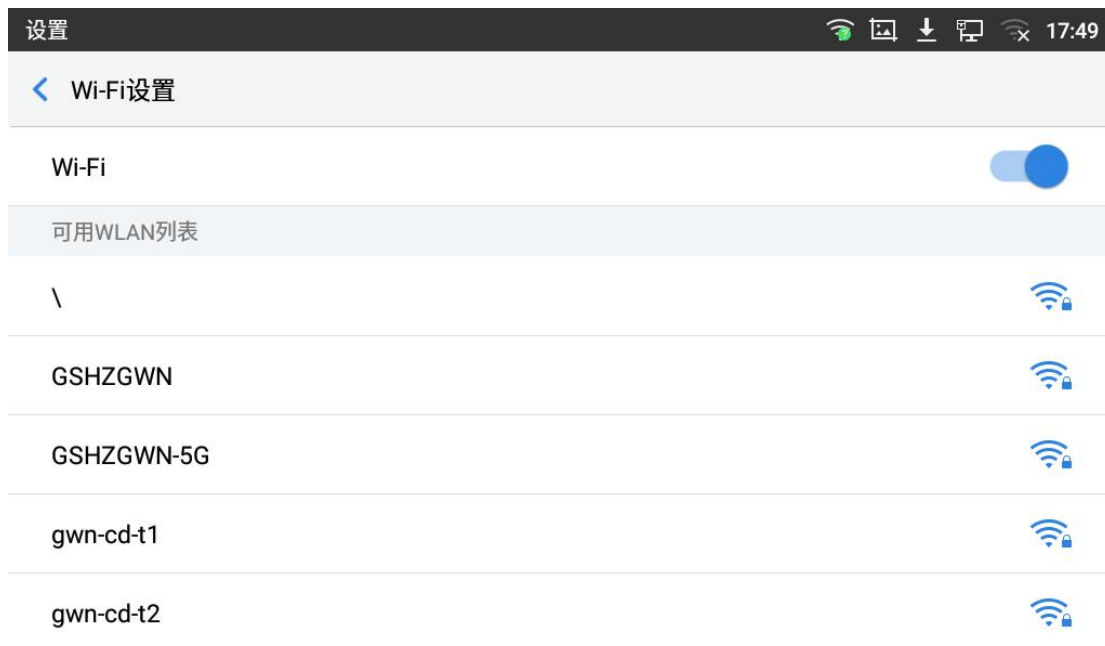 设置 17:49
Wi-Fi设置
Wi-Fi
可用WLAN列表
\
GSHZGWN
GSHZGWN-5G
gwn-cd-t1
gwn-cd-t2